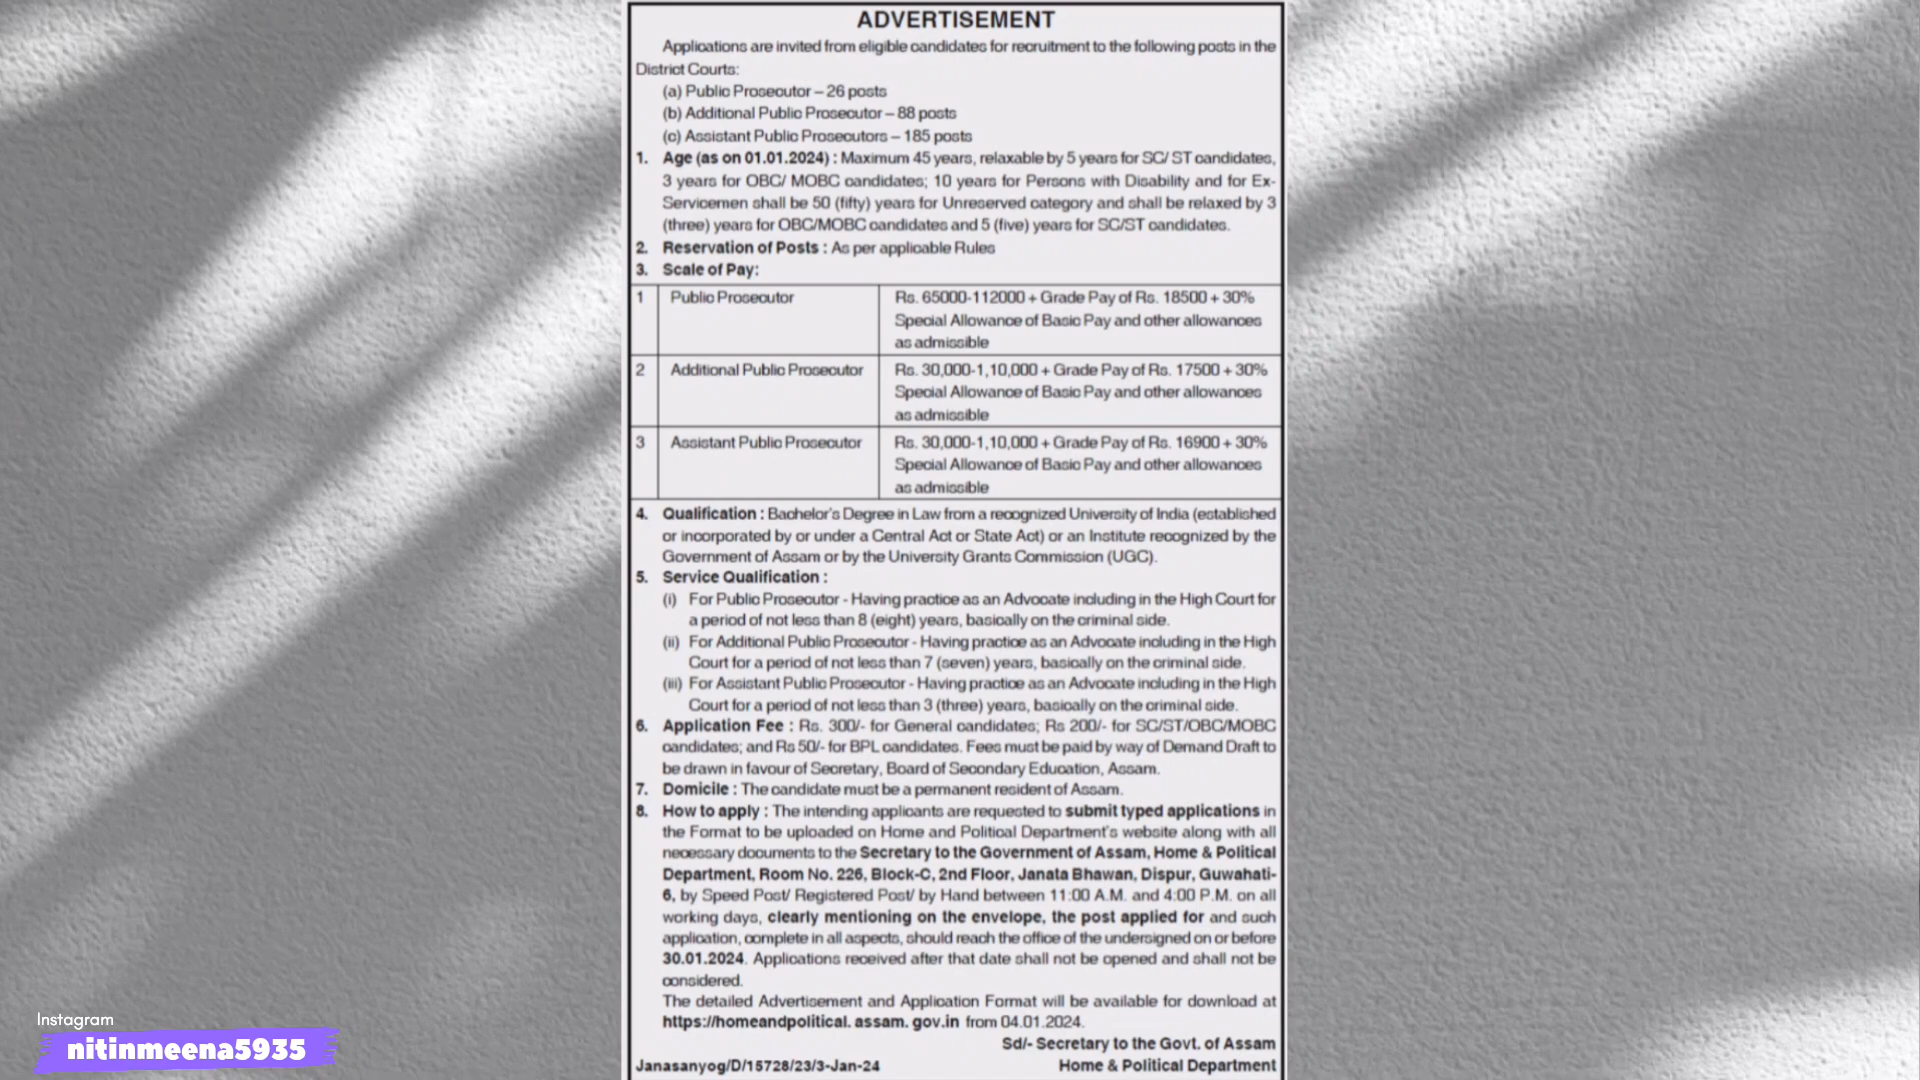 ADVERTISEMENT
Applications are invited from eligible candidates for recruitment to the following posts in the
District Courts:
(a) Public Prosecutor – 26 posts
(b) Additional Public Prosecutor – 88 posts
(c) Assistant Public Prosecutors – 185 posts
1. Age (as on 01.01.2024) : Maximum 45 years, relaxable by 5 years for SC/ ST candidates,
3 years for OBC/ MOBC candidates; 10 years for Persons with Disability and for Ex-
Servicemen shall be 50 (fifty) years for Unreserved category and shall be relaxed by 3
(three) years for OBC/MOBC candidates and 5 (five) years for SC/ST candidates.
2. Reservation of Posts : As per applicable Rules
3. Scale of Pay:
1 Public Prosecutor Rs. 65000-112000 + Grade Pay of Rs. 18500 + 30%
Special Allowance of Basic Pay and other allowances
as admissible
2 Additional Public Prosecutor Rs. 30,000-1,10,000 + Grade Pay of Rs. 17500 + 30%
Special Allowance of Basic Pay and other allowances
as admissible
3 Assistant Public Prosecutor Rs. 30,000-1,10,000 + Grade Pay of Rs. 16900 + 30%
Special Allowance of Basic Pay and other allowances
as admissible
4. Qualification : Bachelor's Degree in Law from a recognized University of India (established
or incorporated by or under a Central Act or State Act) or an Institute recognized by the
Government of Assam or by the University Grants Commission (UGC).
5. Service Qualification :
(i) For Public Prosecutor - Having practice as an Advocate including in the High Court for
a period of not less than 8 (eight) years, basically on the criminal side.
(ii) For Additional Public Prosecutor - Having practice as an Advocate including in the High
Court for a period of not less than 7 (seven) years, basically on the criminal side.
(iii) For Assistant Public Prosecutor - Having practice as an Advocate including in the High
Court for a period of not less than 3 (three) years, basically on the criminal side.
6. Application Fee : Rs. 300/- for General candidates; Rs 200/- for SC/ST/OBC/MOBC
candidates; and Rs 50/- for BPL candidates. Fees must be paid by way of Demand Draft to
be drawn in favour of Secretary, Board of Secondary Education, Assam.
7. Domicile : The candidate must be a permanent resident of Assam.
8. How to apply : The intending applicants are requested to submit typed applications in
the Format to be uploaded on Home and Political Department's website along with all
necessary documents to the Secretary to the Government of Assam, Home & Political
Department, Room No. 226, Block-C, 2nd Floor, Janata Bhawan, Dispur, Guwahati-
6, by Speed Post/ Registered Post/ by Hand between 11:00 A.M. and 4:00 P.M. on all
working days, clearly mentioning on the envelope, the post applied for and such
application, complete in all aspects, should reach the office of the undersigned on or before
30.01.2024. Applications received after that date shall not be opened and shall not be
considered.
The detailed Advertisement and Application Format will be available for download at
https://homeandpolitical. assam. gov.in from 04.01.2024.
Sd/- Secretary to the Govt. of Assam
Janasanyog/D/15728/23/3-Jan-24 Home & Political Department
Instagram
nitinmeena5935